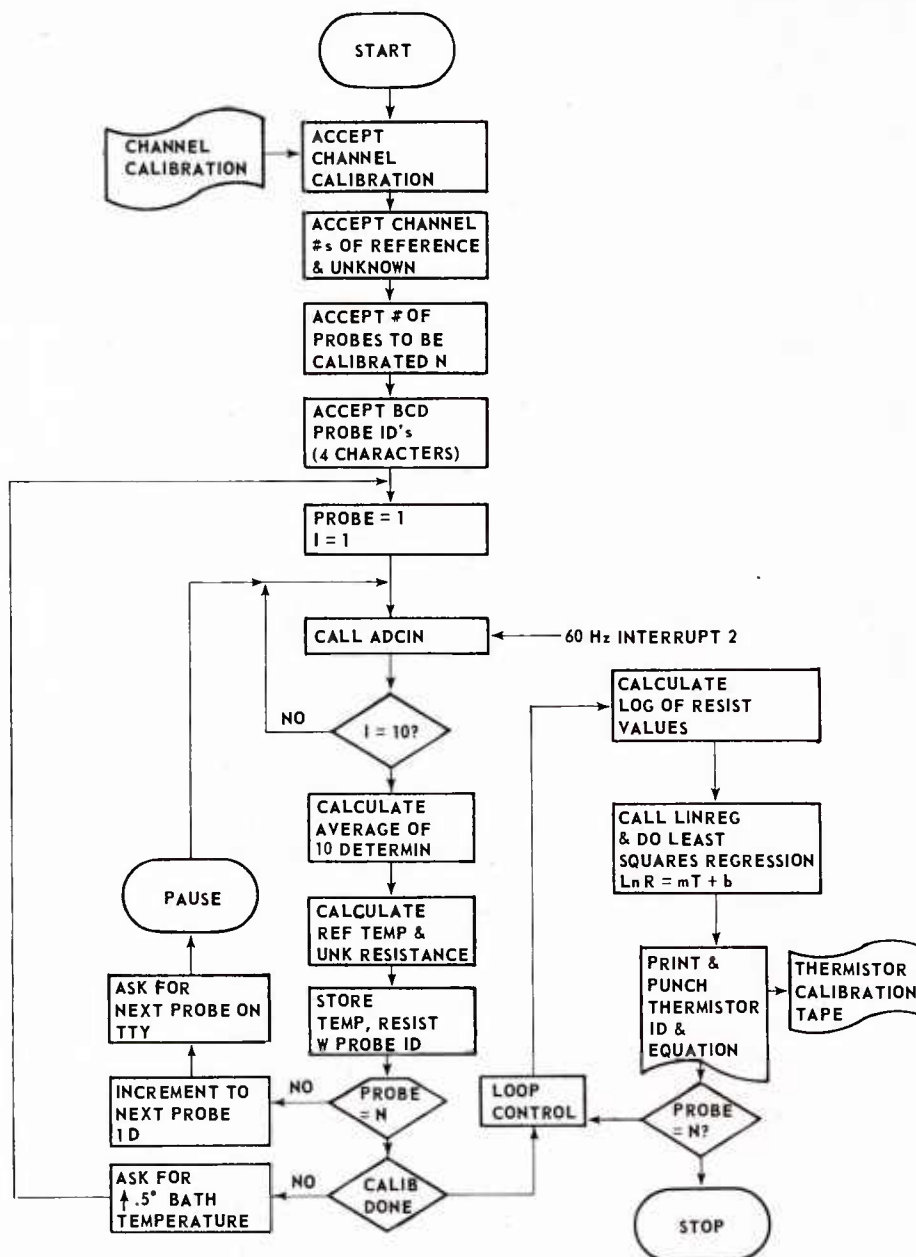 START
CHANNEL
CALIBRATION
ACCEPT
CHANNEL
CALIBRATION
ACCEPT CHANNEL
#s OF REFERENCE
& UNKNOWN
ACCEPT # OF
PROBES TO BE
CALIBRATED N
ACCEPT BCD
PROBE ID's
(4 CHARACTERS)
PROBE = 1
I = 1
CALL ADCIN
60 Hz INTERRUPT 2
NO
I = 10?
CALCULATE
AVERAGE OF
10 DETERMIN
CALCULATE
REF TEMP &
UNK RESISTANCE
STORE
TEMP, RESIST
W PROBE ID
PROBE
= N
NO
INCREMENT TO
NEXT PROBE
ID
ASK FOR
NEXT PROBE ON
TTY
PAUSE
CALIB
DONE
NO
ASK FOR
↑ .5° BATH
TEMPERATURE
LOOP
CONTROL
CALCULATE
LOG OF RESIST
VALUES
CALL LINREG
& DO LEAST
SQUARES REGRESSION
LnR = mT + b
PRINT &
PUNCH
THERMISTOR
ID &
EQUATION
THERMISTOR
CALIBRATION
TAPE
PROBE
= N?
STOP